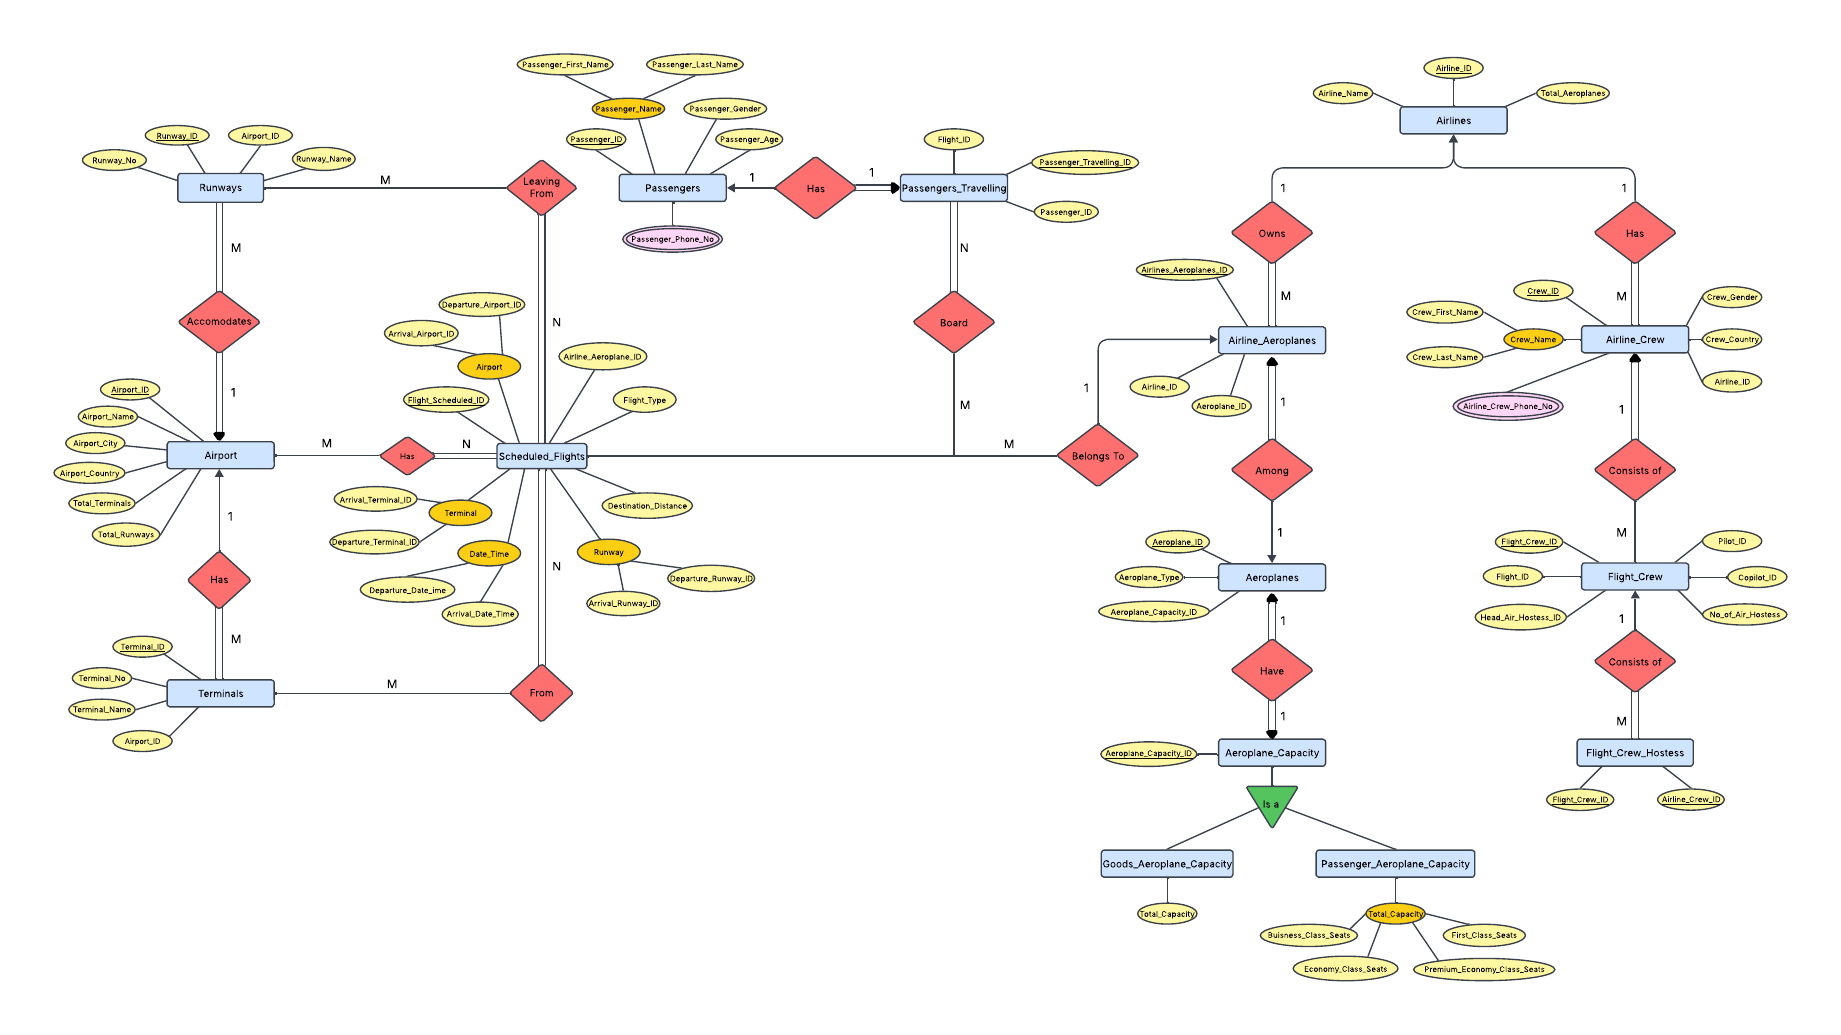 Passenger_First_Name
Passenger_Last_Name
Airline_ID
Airline_Name
Total_Aeroplanes
Passenger_Name
Passenger_Gender
Airlines
Runway_ID
Airport_ID
Passenger_ID
Passenger_Age
Flight_ID
Runway_No
Runway_Name
Passenger_Travelling_ID
Runways
M
Leaving
From
Passengers
1
Has
1
Passengers_Travelling
1
1
Passenger_ID
Passenger_Phone_No
Owns
Has
M
N
Airlines_Aeroplanes_ID
Crew_ID
Crew_Gender
M
M
Departure_Airport_ID
Crew_First_Name
Accomodates
N
Board
Arrival_Airport_ID
Airline_Aeroplanes
Crew_Name
Airline_Crew
Crew_Country
Airline_Aeroplane_ID
Crew_Last_Name
Airport
Airline_ID
Airline_ID
Airport_ID
1
1
Flight_Scheduled_ID
Flight_Type
M
Aeroplane_ID
1
Airline_Crew_Phone_No
1
Airport_Name
Airport_City
Airport
M
Has
N
Scheduled_Flights
M
Belongs To
Airport_Country
Among
Consists of
Total_Terminals
Arrival_Terminal_ID
Terminal
Destination_Distance
1
Total_Runways
Departure_Terminal_ID
1
M
Aeroplane_ID
Flight_Crew_ID
Pilot_ID
Date_Time
Runway
Has
N
Aeroplane_Type
Aeroplanes
Flight_ID
Flight_Crew
Copilot_ID
Departure_Date_ime
Departure_Runway_ID
Arrival_Date_Time
Arrival_Runway_ID
Aeroplane_Capacity_ID
1
Head_Air_Hostess_ID
1
No_of_Air_Hostess
Terminal_ID
M
Terminal_No
Have
Consists of
Terminals
M
From
Terminal_Name
1
M
Airport_ID
Aeroplane_Capacity_ID
Aeroplane_Capacity
Flight_Crew_Hostess
Is a
Flight_Crew_ID
Airline_Crew_ID
Goods_Aeroplane_Capacity
Passenger_Aeroplane_Capacity
Total_Capacity
Total_Capacity
Buisness_Class_Seats
First_Class_Seats
Economy_Class_Seats
Premium_Economy_Class_Seats